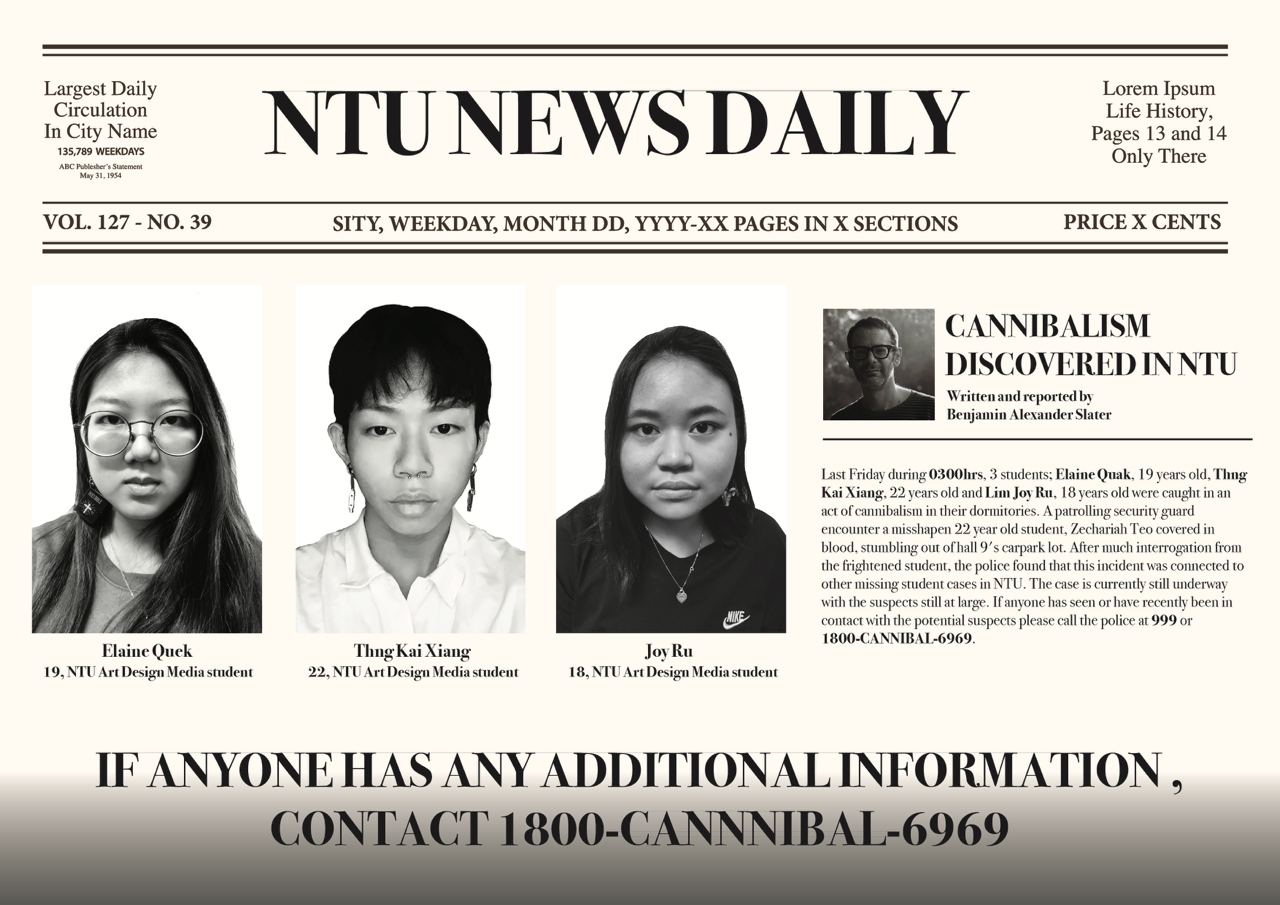 Largest Daily
Circulation
In City Name
135,789 WEEKDAYS
ABC Publesher's Statement
May 31, 1954
NTU NEWS DAILY
Lorem Ipsum
Life History,
Pages 13 and 14
Only There
VOL. 127 - NO. 39
SITY, WEEKDAY, MONTH DD, YYYY-XX PAGES IN X SECTIONS
PRICE X CENTS
NIKE
Elaine Quek
19, NTU Art Design Media student
Thng Kai Xiang
22, NTU Art Design Media student
Joy Ru
18, NTU Art Design Media student
CANNIBALISM
DISCOVERED IN NTU
Written and reported by
Benjamin Alexander Slater
Last Friday during 0300hrs, 3 students; Elaine Quak, 19 years old, Thng
Kai Xiang, 22 years old and Lim Joy Ru, 18 years old were caught in an
act of cannibalism in their dormitories. A patrolling security guard
encounter a misshapen 22 year old student, Zechariah Teo covered in
blood, stumbling out of hall 9's carpark lot. After much interrogation from
the frightened student, the police found that this incident was connected to
other missing student cases in NTU. The case is currently still underway
with the suspects still at large. If anyone has seen or have recently been in
contact with the potential suspects please call the police at 999 or
1800-CANNIBAL-6969.
IF ANYONE HAS ANY ADDITIONAL INFORMATION ,
CONTACT 1800-CANNNIBAL-6969